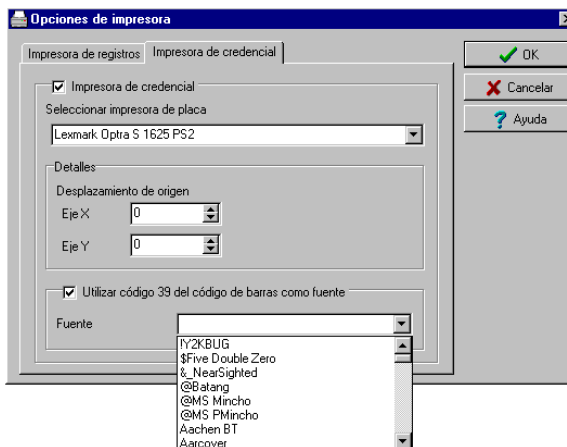 Opciones de impresora
Impresora de registros
Impresora de credencial
OK
Cancelar
Ayuda
Impresora de credencial
Seleccionar impresora de placa
Lexmark Optra S 1625 PS2
Detalles
Desplazamiento de origen
Eje X 0
Eje Y 0
Utilizar código 39 del código de barras como fuente
Fuente
!Y2KBUG
$Five Double Zero
&_NearSighted
@Batang
@MS Mincho
@MS PMincho
Aachen BT
Aarcover